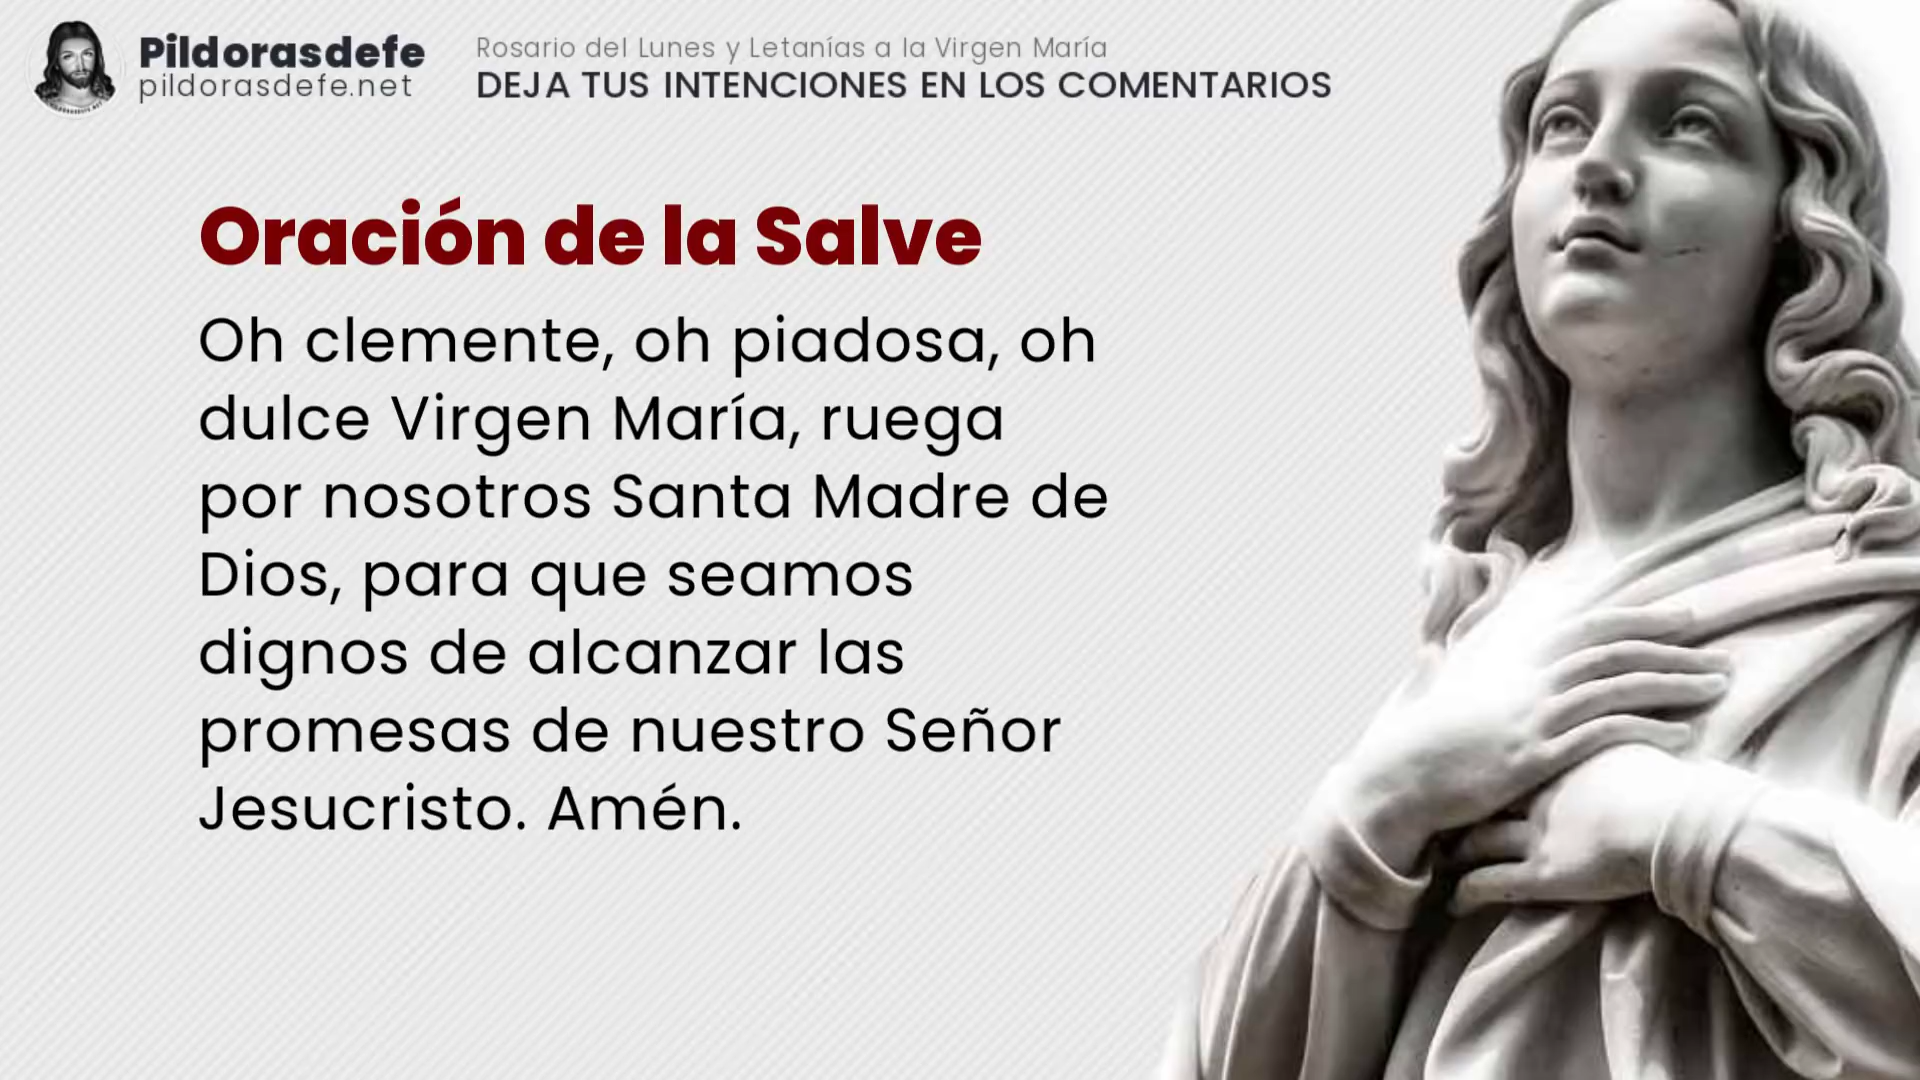 Pildorasdefe
pildorasdefe.net
Rosario del Lunes y Letanías a la Virgen María
DEJA TUS INTENCIONES EN LOS COMENTARIOS
Oración de la Salve
Oh clemente, oh piadosa, oh
dulce Virgen María, ruega
por nosotros Santa Madre de
Dios, para que seamos
dignos de alcanzar las
promesas de nuestro Señor
Jesucristo. Amén.